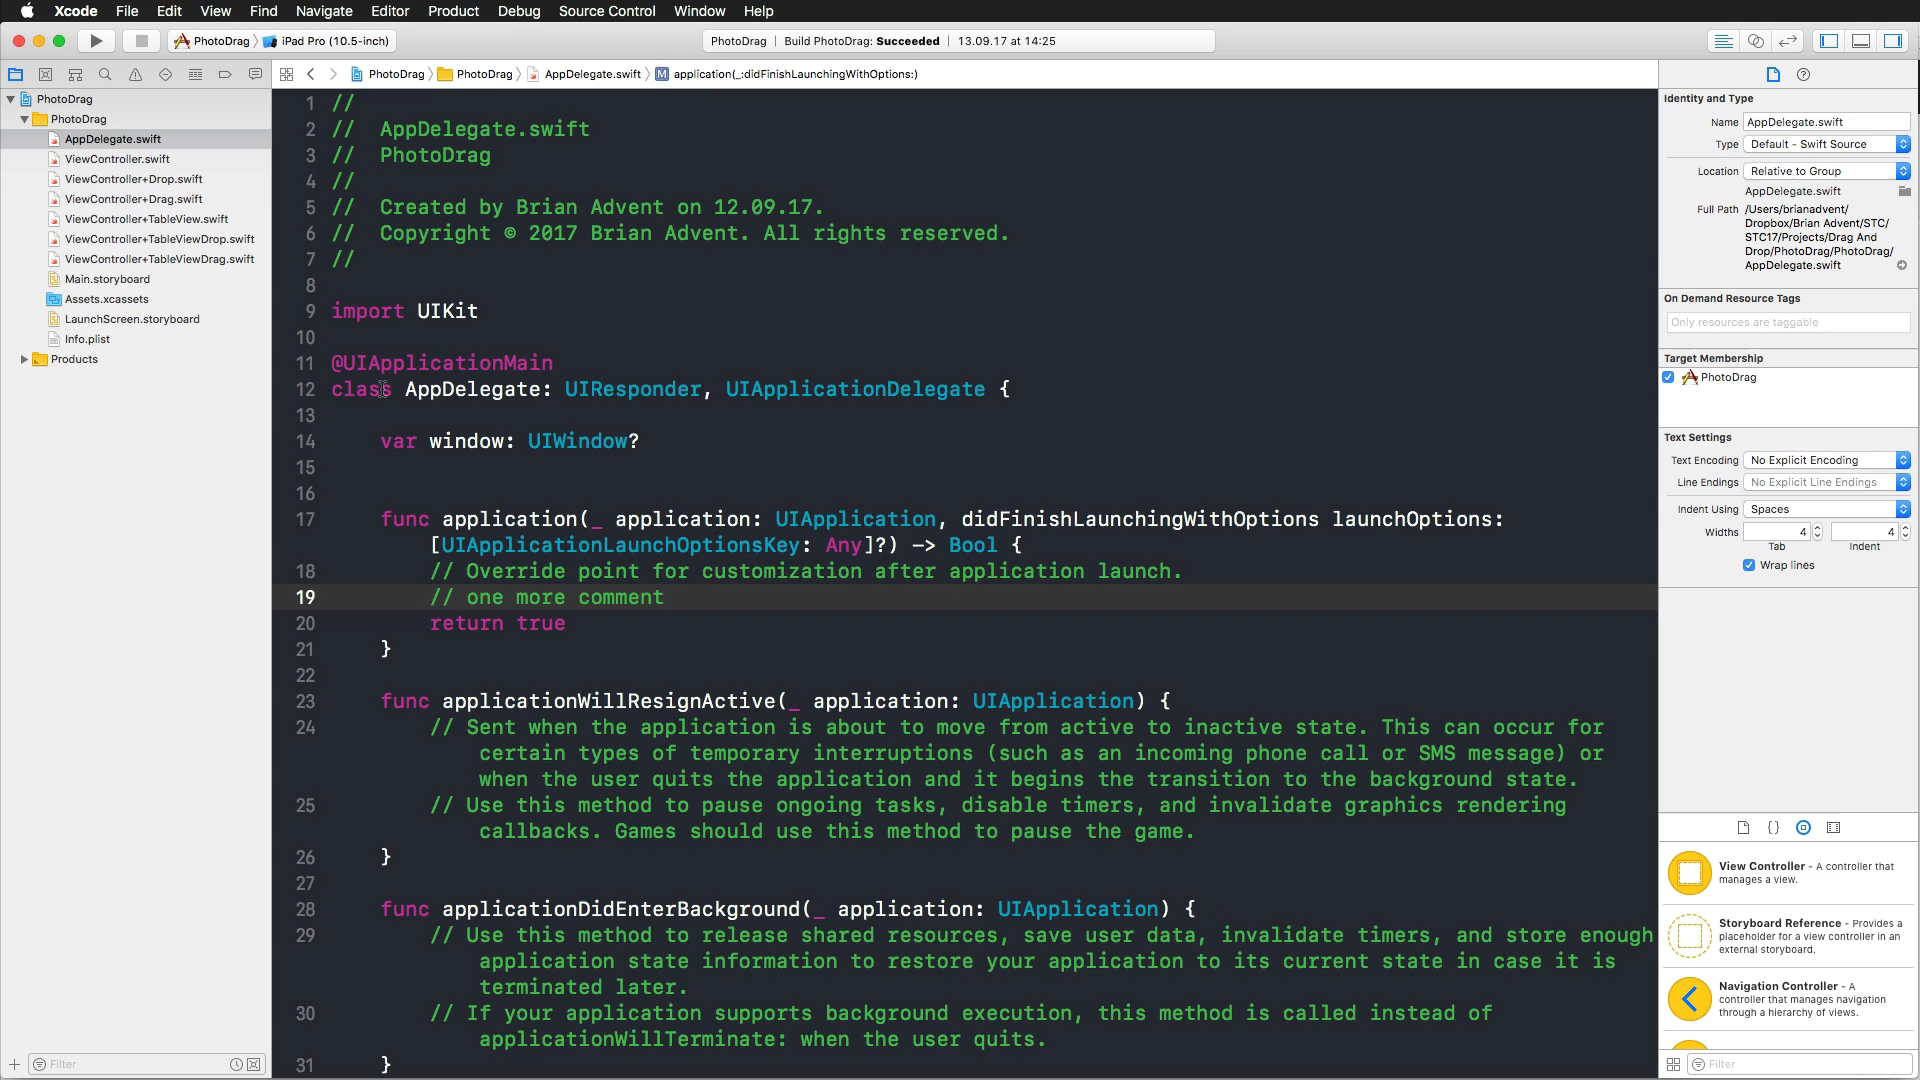 Xcode File Edit View Find Navigate Editor Product Debug Source Control Window Help
PhotoDrag iPad Pro (10.5-inch)
PhotoDrag | Build PhotoDrag: Succeeded | 13.09.17 at 14:25
PhotoDrag PhotoDrag AppDelegate.swift M application(_:didFinishLaunchingWithOptions:)
PhotoDrag
PhotoDrag
AppDelegate.swift
ViewController.swift
ViewController+Drop.swift
ViewController+Drag.swift
ViewController+TableView.swift
ViewController+TableViewDrop.swift
ViewController+TableViewDrag.swift
Main.storyboard
Assets.xcassets
LaunchScreen.storyboard
Info.plist
Products
Filter
1 //
2 // AppDelegate.swift
3 // PhotoDrag
4 //
5 // Created by Brian Advent on 12.09.17.
6 // Copyright © 2017 Brian Advent. All rights reserved.
7 //
8
9 import UIKit
10
11 @UIApplicationMain
12 class AppDelegate: UIResponder, UIApplicationDelegate {
13
14 var window: UIWindow?
15
16
17 func application(_ application: UIApplication, didFinishLaunchingWithOptions launchOptions:
[UIApplicationLaunchOptionsKey: Any]?) -> Bool {
18 // Override point for customization after application launch.
19 // one more comment
20 return true
21 }
22
23 func applicationWillResignActive(_ application: UIApplication) {
24 // Sent when the application is about to move from active to inactive state. This can occur for
certain types of temporary interruptions (such as an incoming phone call or SMS message) or
when the user quits the application and it begins the transition to the background state.
25 // Use this method to pause ongoing tasks, disable timers, and invalidate graphics rendering
callbacks. Games should use this method to pause the game.
26 }
27
28 func applicationDidEnterBackground(_ application: UIApplication) {
29 // Use this method to release shared resources, save user data, invalidate timers, and store enough
application state information to restore your application to its current state in case it is
terminated later.
30 // If your application supports background execution, this method is called instead of
applicationWillTerminate: when the user quits.
31 }
Identity and Type
Name AppDelegate.swift
Type Default - Swift Source
Location Relative to Group
AppDelegate.swift
Full Path /Users/brianadvent/
Dropbox/Brian Advent/STC/
STC17/Projects/Drag And
Drop/PhotoDrag/PhotoDrag/
AppDelegate.swift
On Demand Resource Tags
Only resources are taggable
Target Membership
PhotoDrag
Text Settings
Text Encoding No Explicit Encoding
Line Endings No Explicit Line Endings
Indent Using Spaces
Widths 4 4
Tab Indent
Wrap lines
View Controller - A controller that
manages a view.
Storyboard Reference - Provides a
placeholder for a view controller in an
external storyboard.
Navigation Controller - A
controller that manages navigation
through a hierarchy of views.
Filter